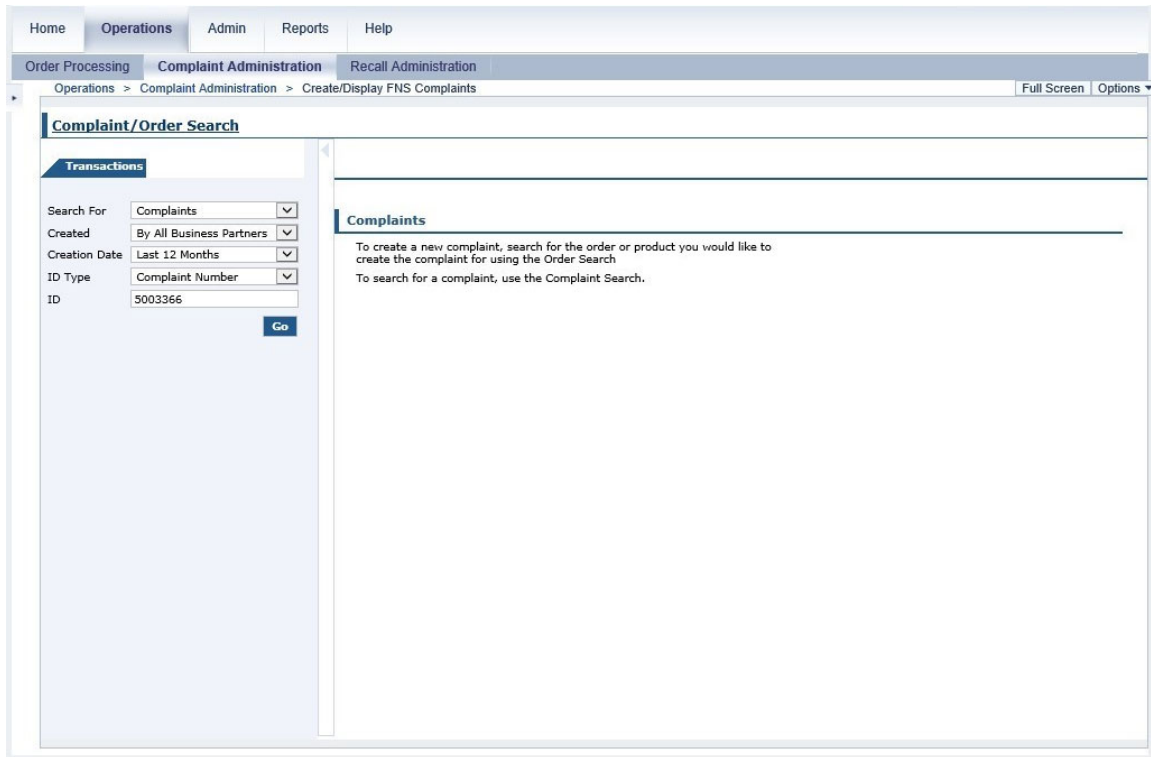 Home Operations Admin Reports Help
Order Processing Complaint Administration Recall Administration
Operations > Complaint Administration > Create/Display FNS Complaints Full Screen Options
Complaint/Order Search
Transactions
Search For Complaints
Created By All Business Partners
Creation Date Last 12 Months
ID Type Complaint Number
ID 5003366
Go
Complaints
To create a new complaint, search for the order or product you would like to
create the complaint for using the Order Search
To search for a complaint, use the Complaint Search.